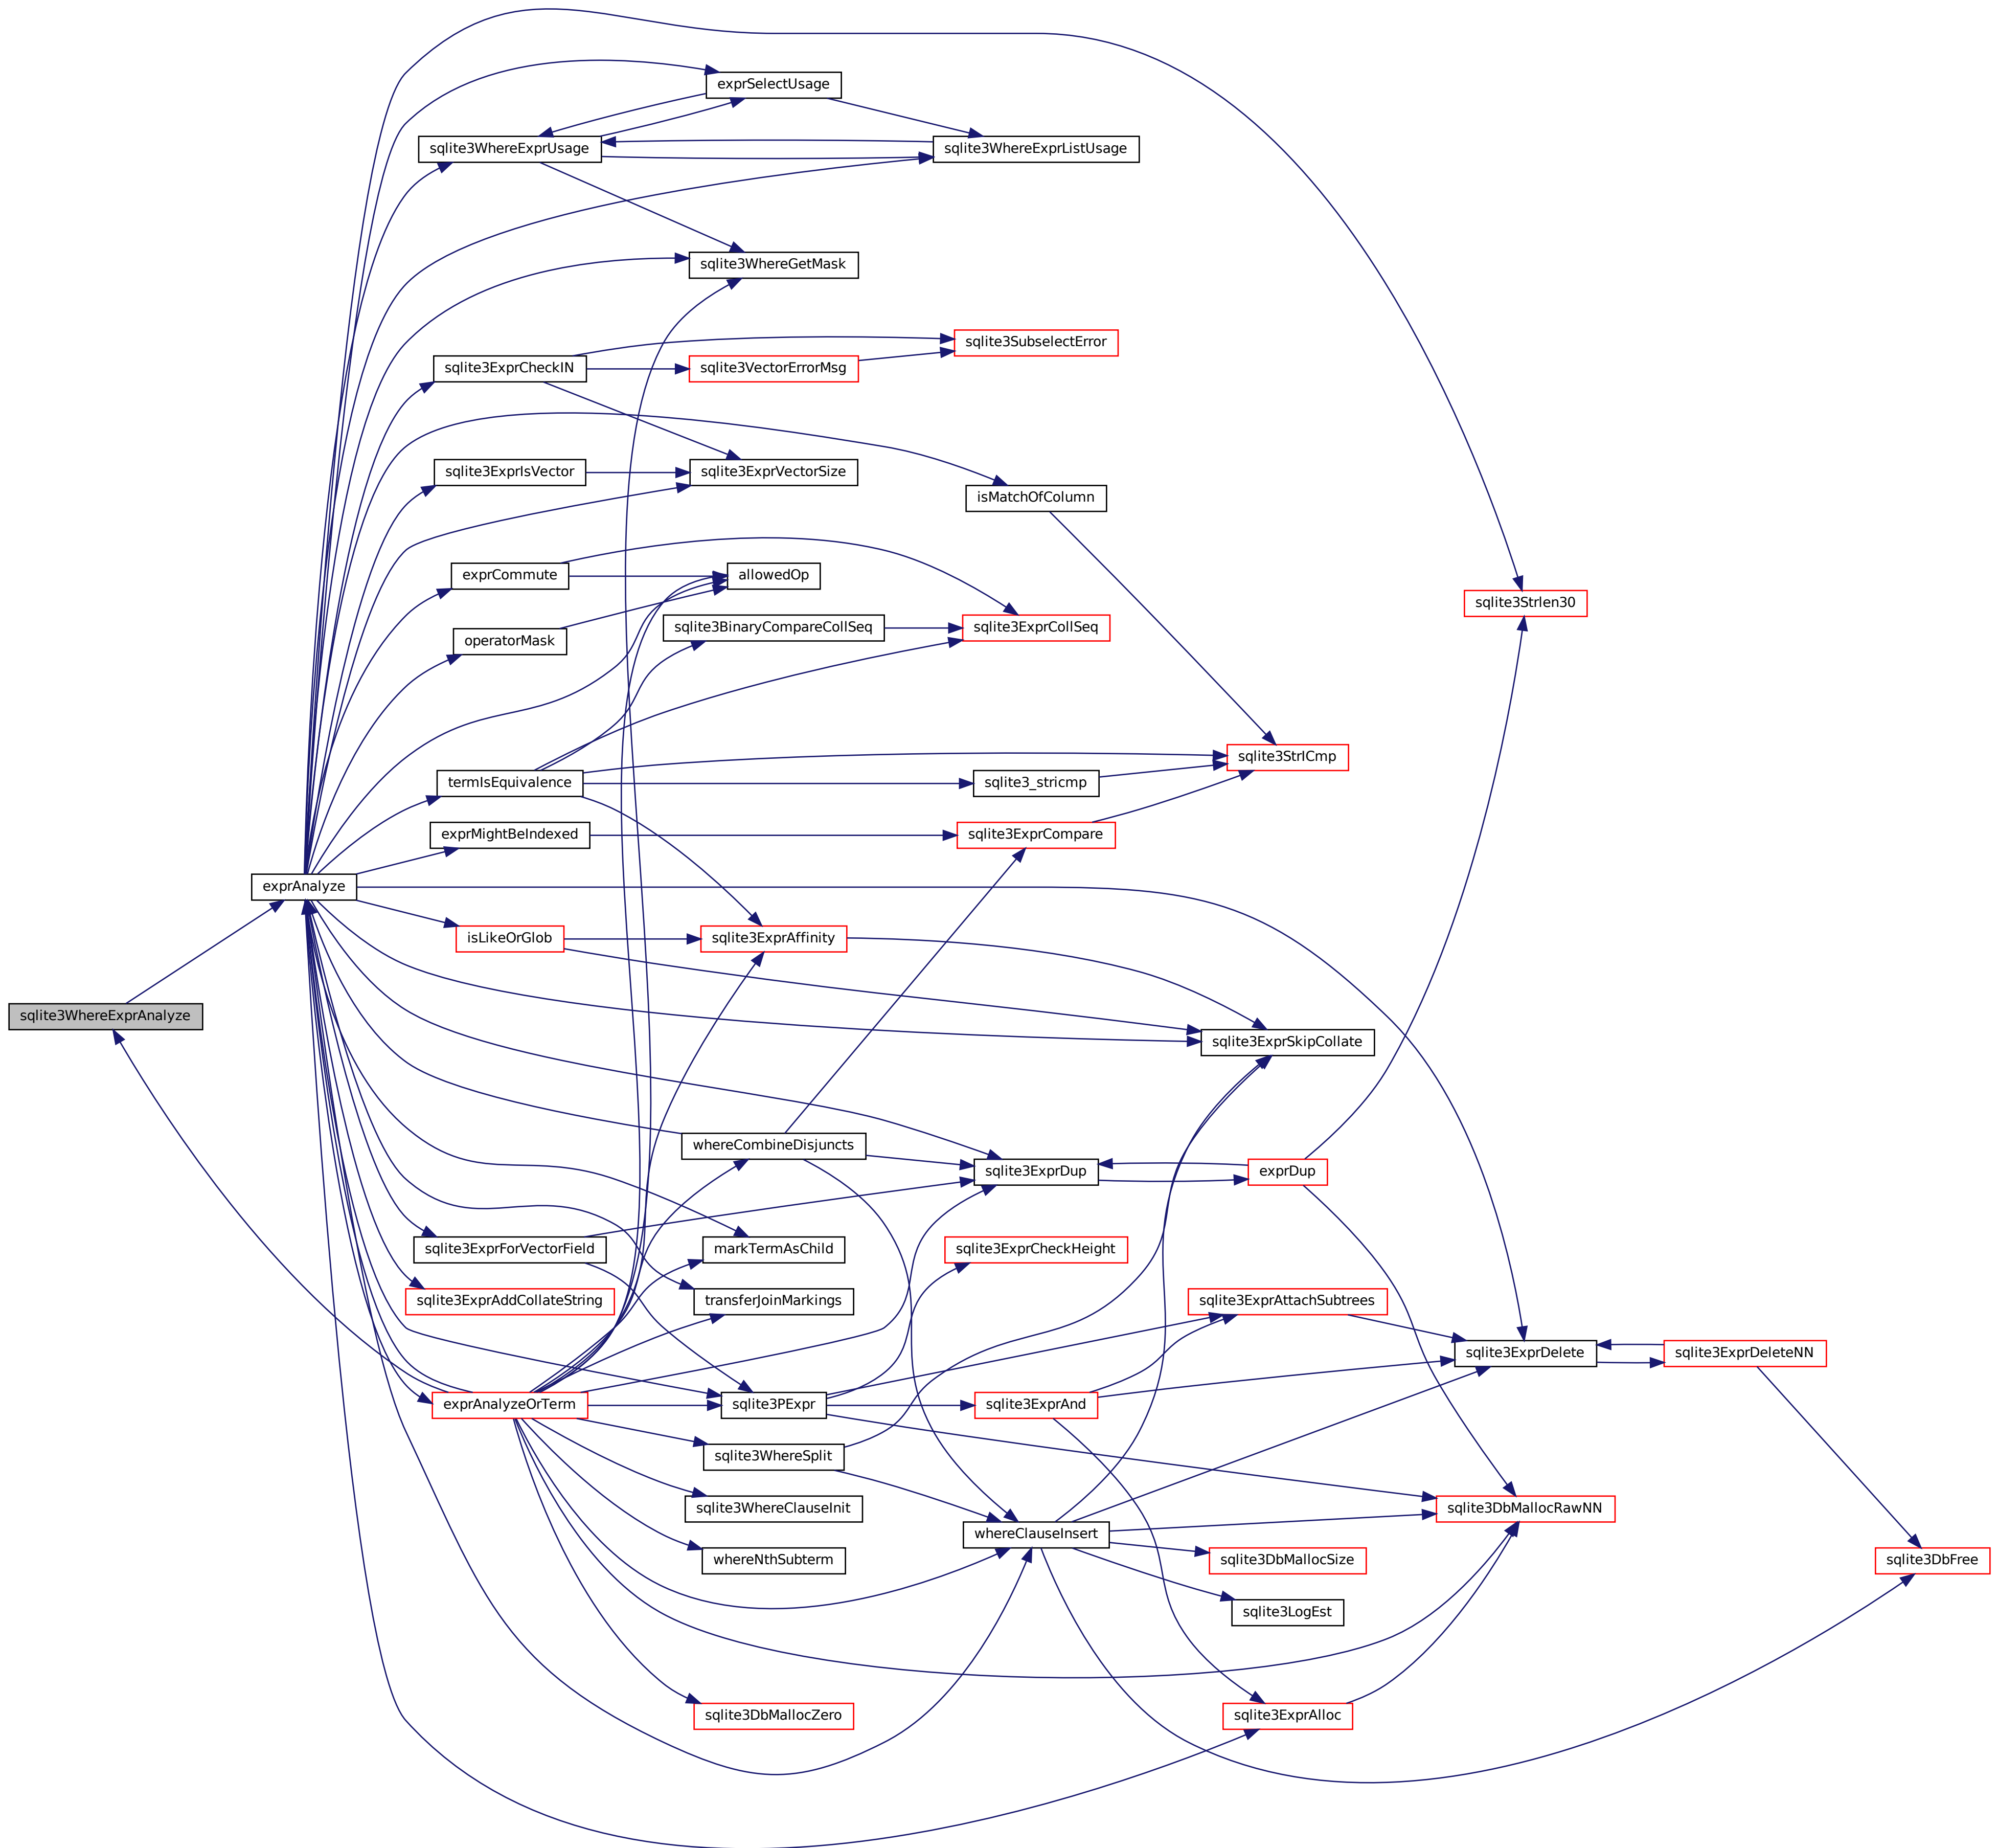 exprSelectUsage
sqlite3WhereExprUsage
sqlite3WhereExprListUsage
sqlite3WhereGetMask
sqlite3SubselectError
sqlite3ExprCheckIN
sqlite3VectorErrorMsg
sqlite3ExprIsVector
sqlite3ExprVectorSize
isMatchOfColumn
exprCommute
allowedOp
sqlite3Strlen30
operatorMask
sqlite3BinaryCompareCollSeq
sqlite3ExprCollSeq
sqlite3StrICmp
termIsEquivalence
sqlite3_stricmp
exprMightBeIndexed
sqlite3ExprCompare
exprAnalyze
isLikeOrGlob
sqlite3ExprAffinity
sqlite3WhereExprAnalyze
sqlite3ExprSkipCollate
whereCombineDisjuncts
sqlite3ExprDup
exprDup
sqlite3ExprForVectorField
markTermAsChild
sqlite3ExprCheckHeight
sqlite3ExprAddCollateString
transferJoinMarkings
sqlite3ExprAttachSubtrees
sqlite3ExprDelete
sqlite3ExprDeleteNN
exprAnalyzeOrTerm
sqlite3PExpr
sqlite3ExprAnd
sqlite3WhereSplit
sqlite3WhereClauseInit
sqlite3DbMallocRawNN
whereClauseInsert
whereNthSubterm
sqlite3DbMallocSize
sqlite3DbFree
sqlite3LogEst
sqlite3DbMallocZero
sqlite3ExprAlloc